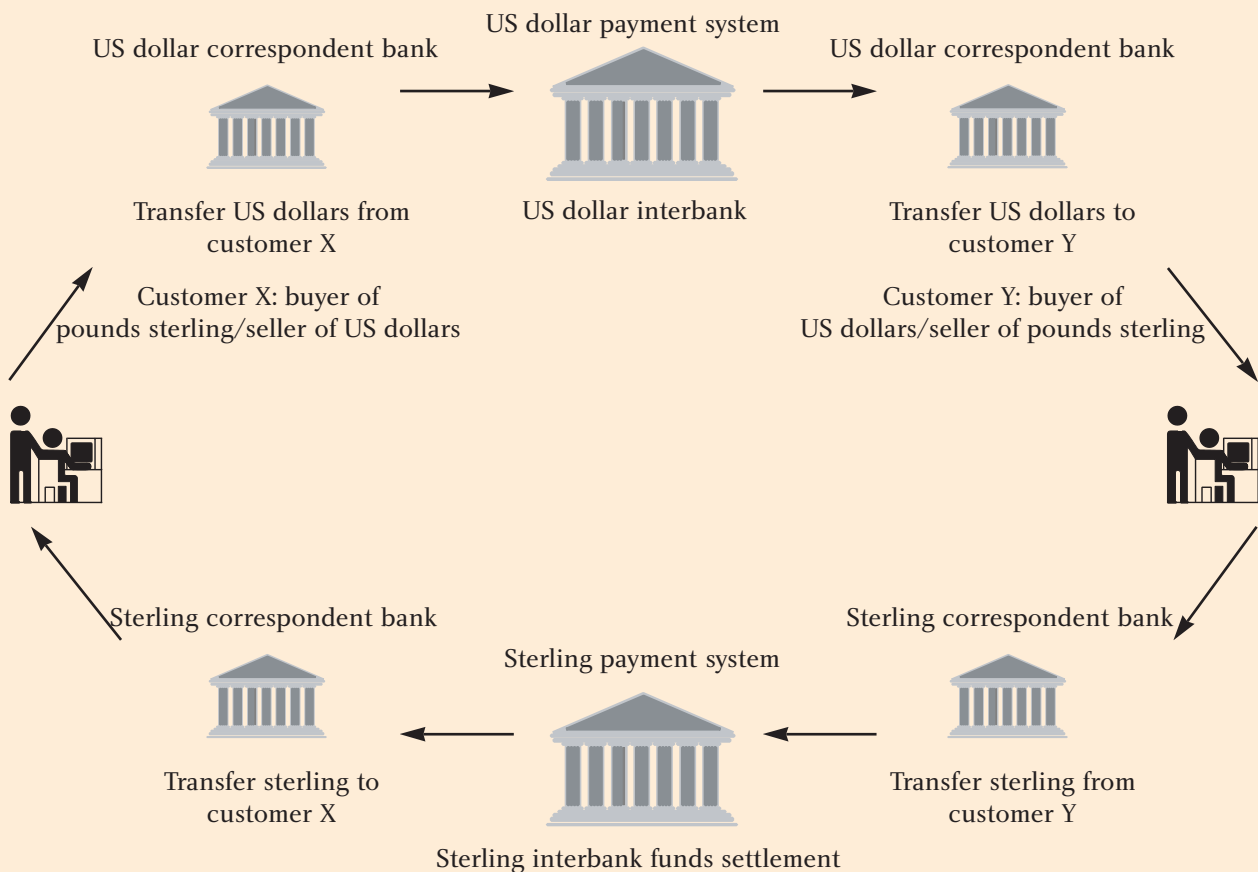 US dollar payment system
US dollar correspondent bank
US dollar correspondent bank
Transfer US dollars from
customer X
US dollar interbank
Transfer US dollars to
customer Y
Customer X: buyer of
pounds sterling/seller of US dollars
Customer Y: buyer of
US dollars/seller of pounds sterling
Sterling correspondent bank
Sterling payment system
Sterling correspondent bank
Transfer sterling to
customer X
Transfer sterling from
customer Y
Sterling interbank funds settlement